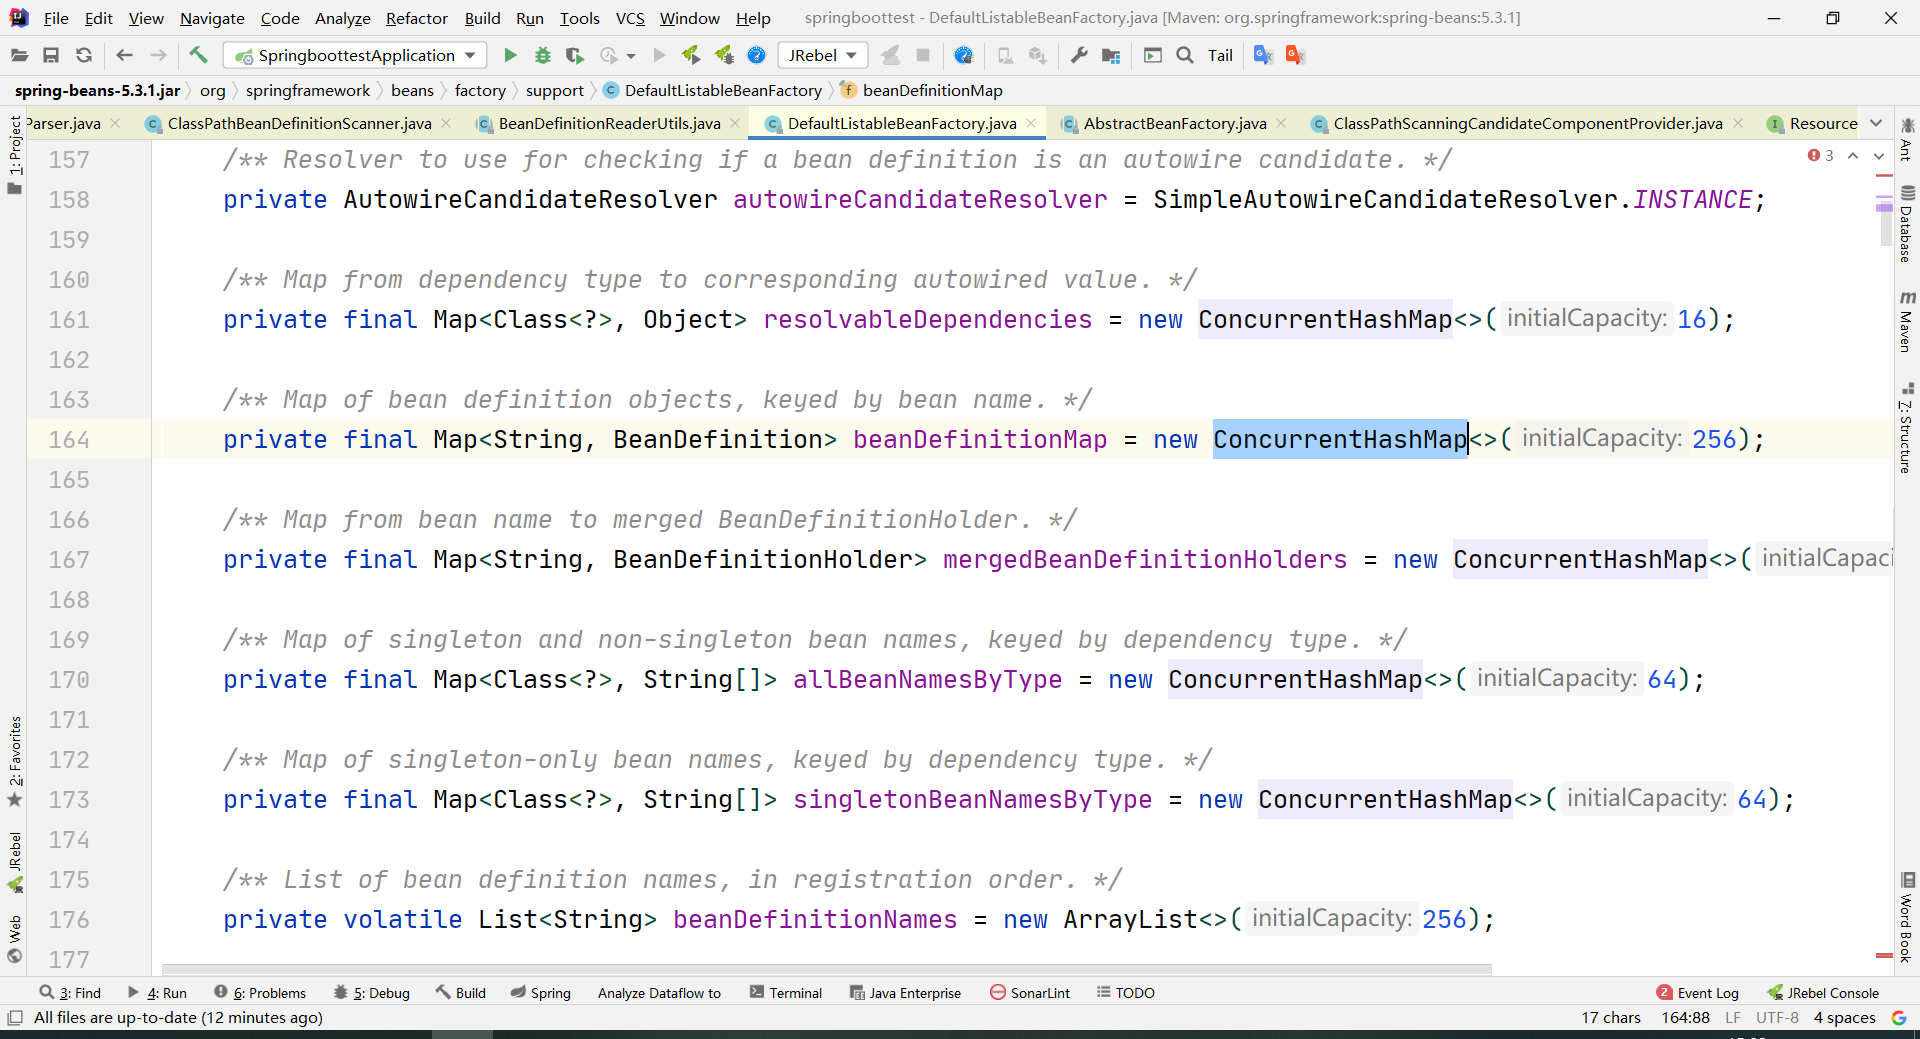 File Edit View Navigate Code Analyze Refactor Build Run Tools VCS Window Help springboottest - DefaultListableBeanFactory.java [Maven: org.springframework:spring-beans:5.3.1]
SpringboottestApplication JRebel Tail
spring-beans-5.3.1.jar org springframework beans factory support DefaultListableBeanFactory beanDefinitionMap
Parser.java ClassPathBeanDefinitionScanner.java BeanDefinitionReaderUtils.java DefaultListableBeanFactory.java AbstractBeanFactory.java ClassPathScanningCandidateComponentProvider.java Resource
157 /** Resolver to use for checking if a bean definition is an autowire candidate. */
3
158 private AutowireCandidateResolver autowireCandidateResolver = SimpleAutowireCandidateResolver.INSTANCE;
159
160 /** Map from dependency type to corresponding autowired value. */
161 private final Map<Class<?>, Object> resolvableDependencies = new ConcurrentHashMap<>( initialCapacity: 16);
162
163 /** Map of bean definition objects, keyed by bean name. */
164 private final Map<String, BeanDefinition> beanDefinitionMap = new ConcurrentHashMap<>( initialCapacity: 256);
165
166 /** Map from bean name to merged BeanDefinitionHolder. */
167 private final Map<String, BeanDefinitionHolder> mergedBeanDefinitionHolders = new ConcurrentHashMap<>( initialCapaci
168
169 /** Map of singleton and non-singleton bean names, keyed by dependency type. */
170 private final Map<Class<?>, String[]> allBeanNamesByType = new ConcurrentHashMap<>( initialCapacity: 64);
171
172 /** Map of singleton-only bean names, keyed by dependency type. */
173 private final Map<Class<?>, String[]> singletonBeanNamesByType = new ConcurrentHashMap<>( initialCapacity: 64);
174
175 /** List of bean definition names, in registration order. */
176 private volatile List<String> beanDefinitionNames = new ArrayList<>( initialCapacity: 256);
177
1: Project
2: Favorites
JRebel
Web
Ant
Database
Maven
7: Structure
Word Book
3: Find 4: Run 6: Problems 5: Debug Build Spring Analyze Dataflow to Terminal Java Enterprise SonarLint TODO 2 Event Log JRebel Console
All files are up-to-date (12 minutes ago) 17 chars 164:88 LF UTF-8 4 spaces